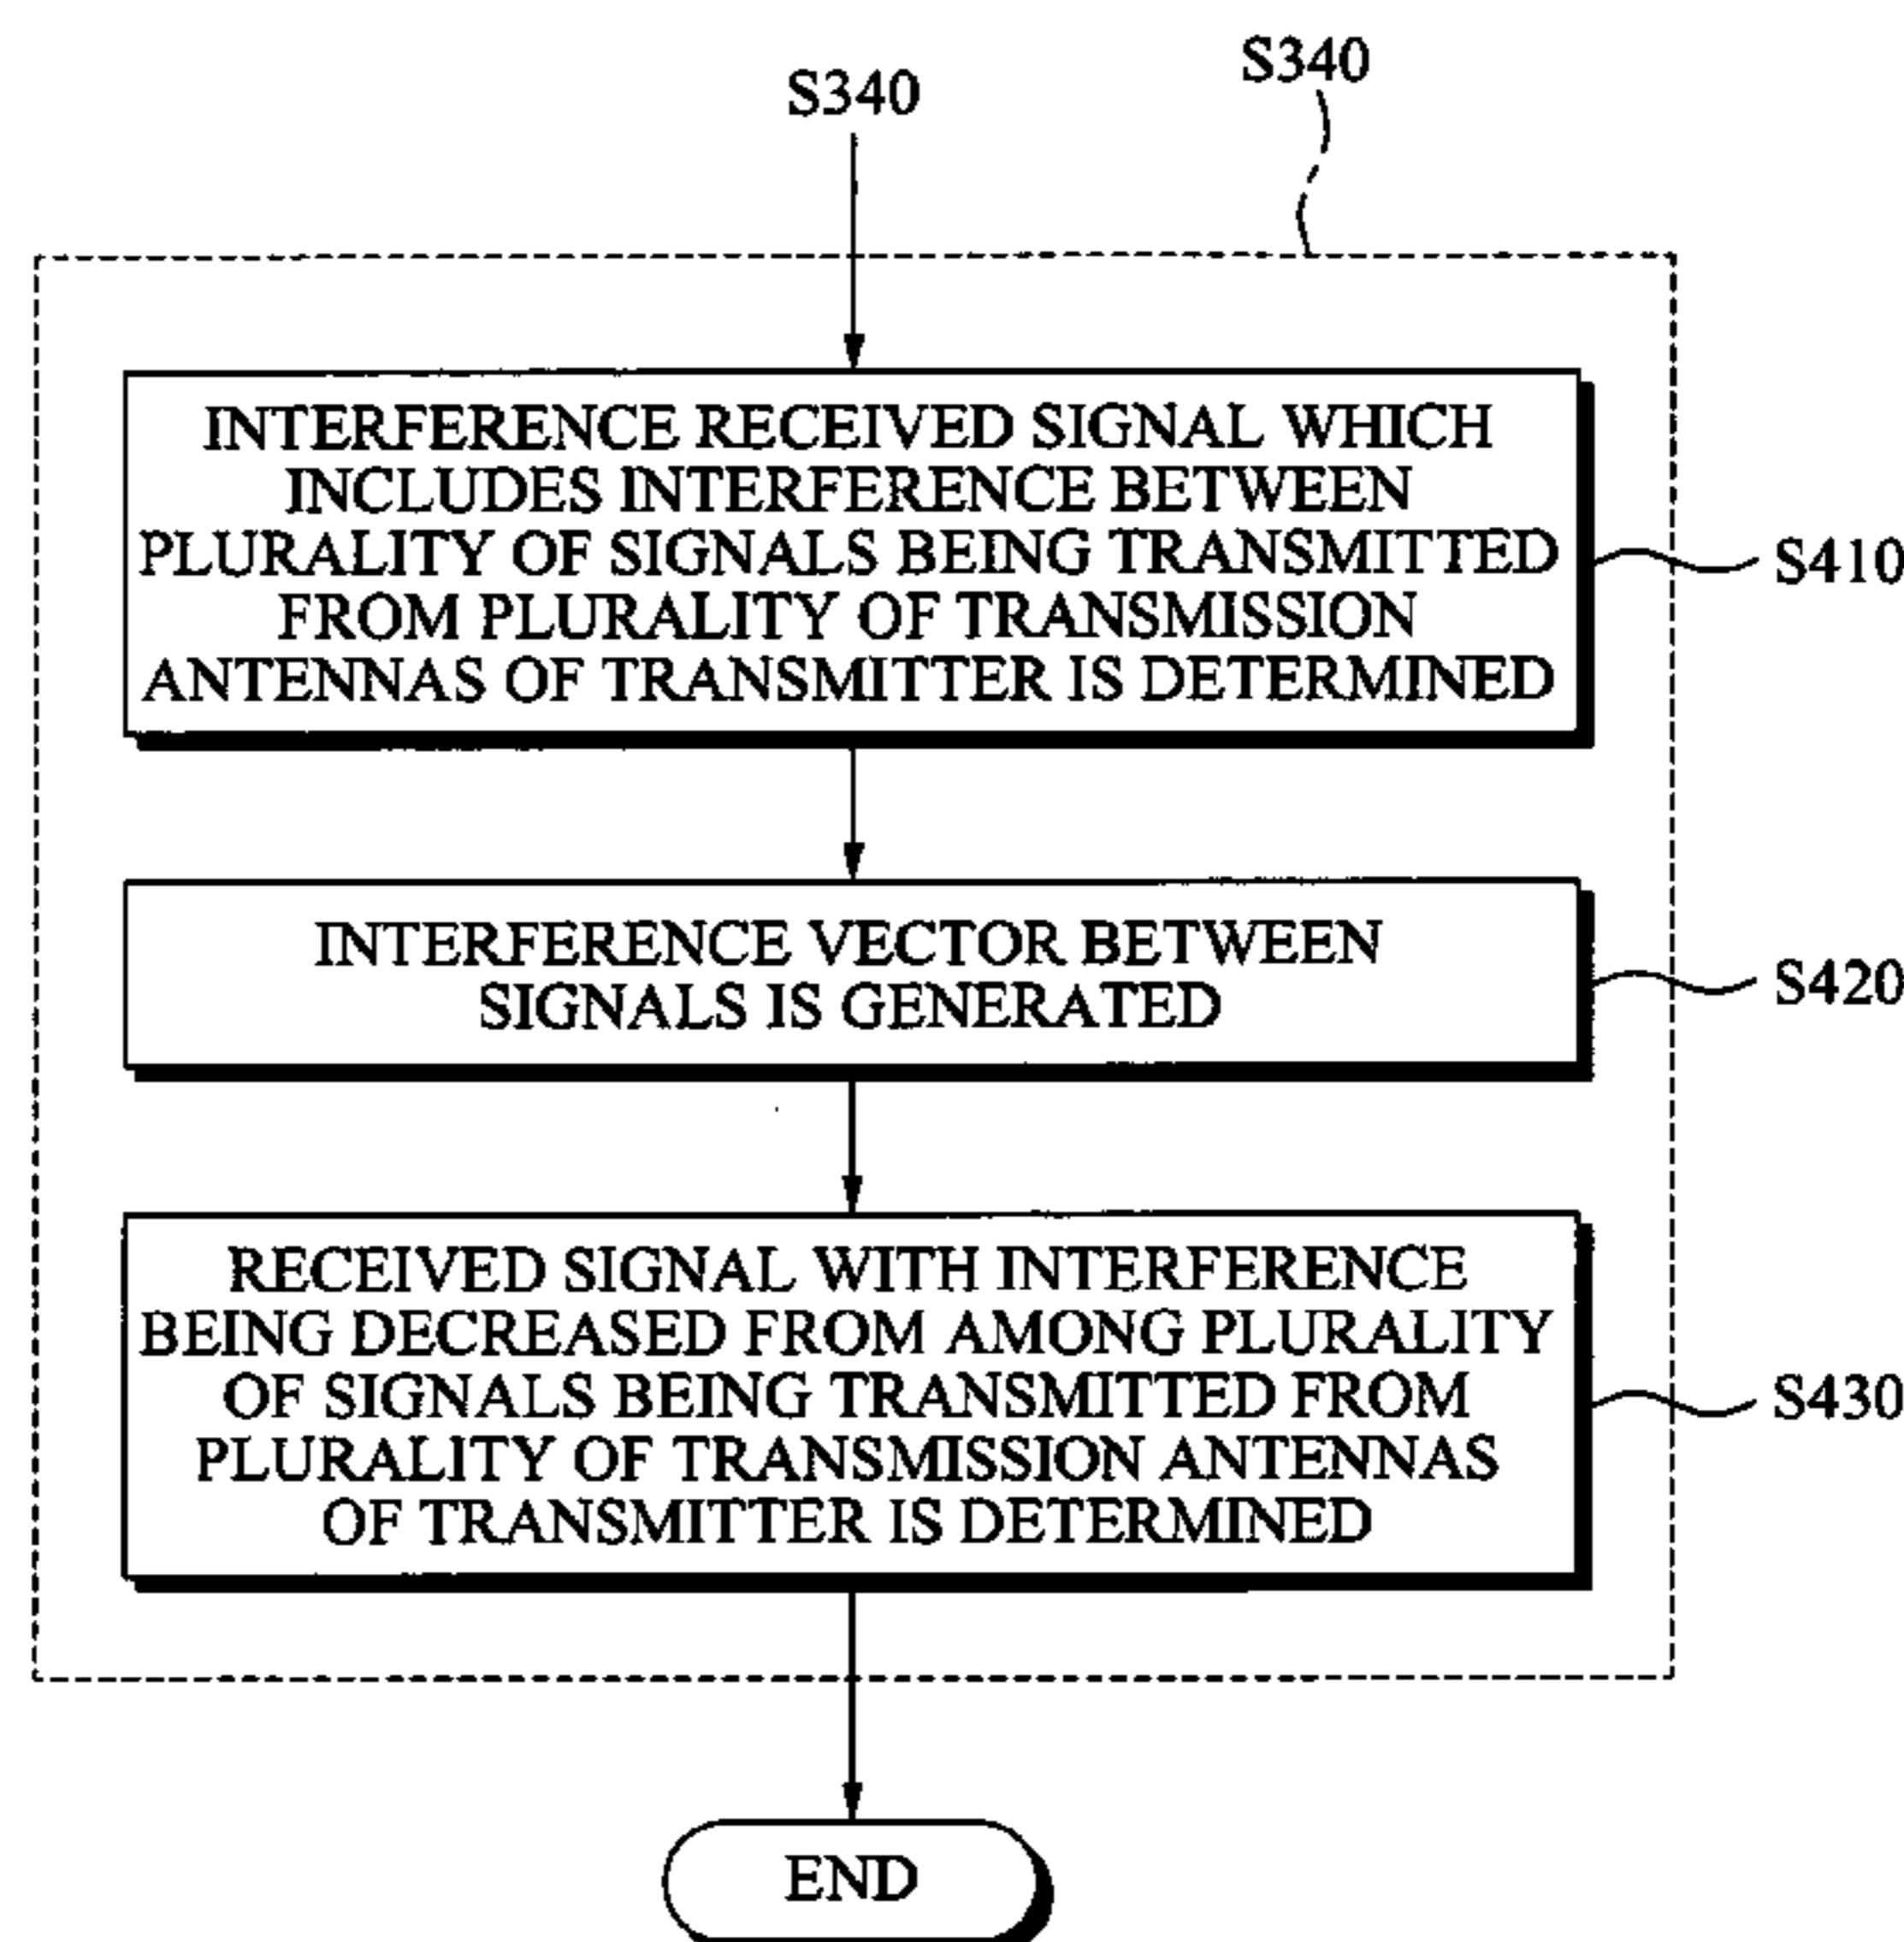 S340
S340
INTERFERENCE RECEIVED SIGNAL WHICH
INCLUDES INTERFERENCE BETWEEN
PLURALITY OF SIGNALS BEING TRANSMITTED
FROM PLURALITY OF TRANSMISSION
ANTENNAS OF TRANSMITTER IS DETERMINED
S410
INTERFERENCE VECTOR BETWEEN
SIGNALS IS GENERATED
S420
RECEIVED SIGNAL WITH INTERFERENCE
BEING DECREASED FROM AMONG PLURALITY
OF SIGNALS BEING TRANSMITTED FROM
PLURALITY OF TRANSMISSION ANTENNAS
OF TRANSMITTER IS DETERMINED
S430
END